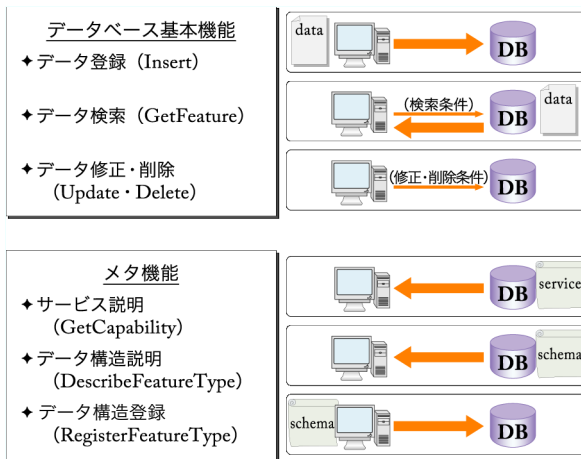 データベース基本機能
✦データ登録（Insert）
data
DB
✦データ検索（GetFeature）
（検索条件）
DB
data
✦データ修正・削除
（Update・Delete）
（修正・削除条件）
DB
メタ機能
✦サービス説明
（GetCapability）
DB
service
✦データ構造説明
（DescribeFeatureType）
DB
schema
✦データ構造登録
（RegisterFeatureType）
schema
DB